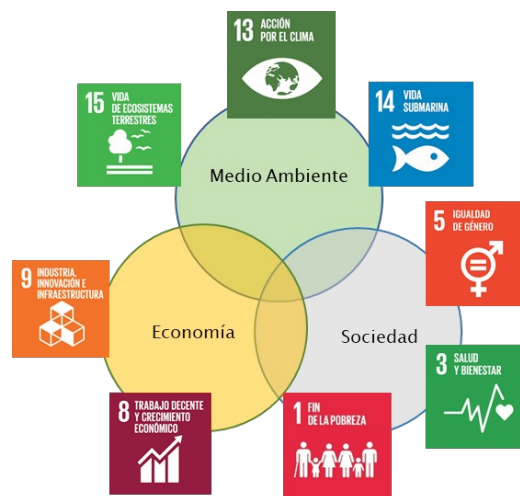 13 ACCIÓN
POR EL CLIMA
15 VIDA
DE ECOSISTEMAS
TERRESTRES
14 VIDA
SUBMARINA
Medio Ambiente
5 IGUALDAD
DE GÉNERO
9 INDUSTRIA,
INNOVACIÓN E
INFRAESTRUCTURA
Economía
Sociedad
3 SALUD
Y BIENESTAR
8 TRABAJO DECENTE
Y CRECIMIENTO
ECONÓMICO
1 FIN
DE LA POBREZA